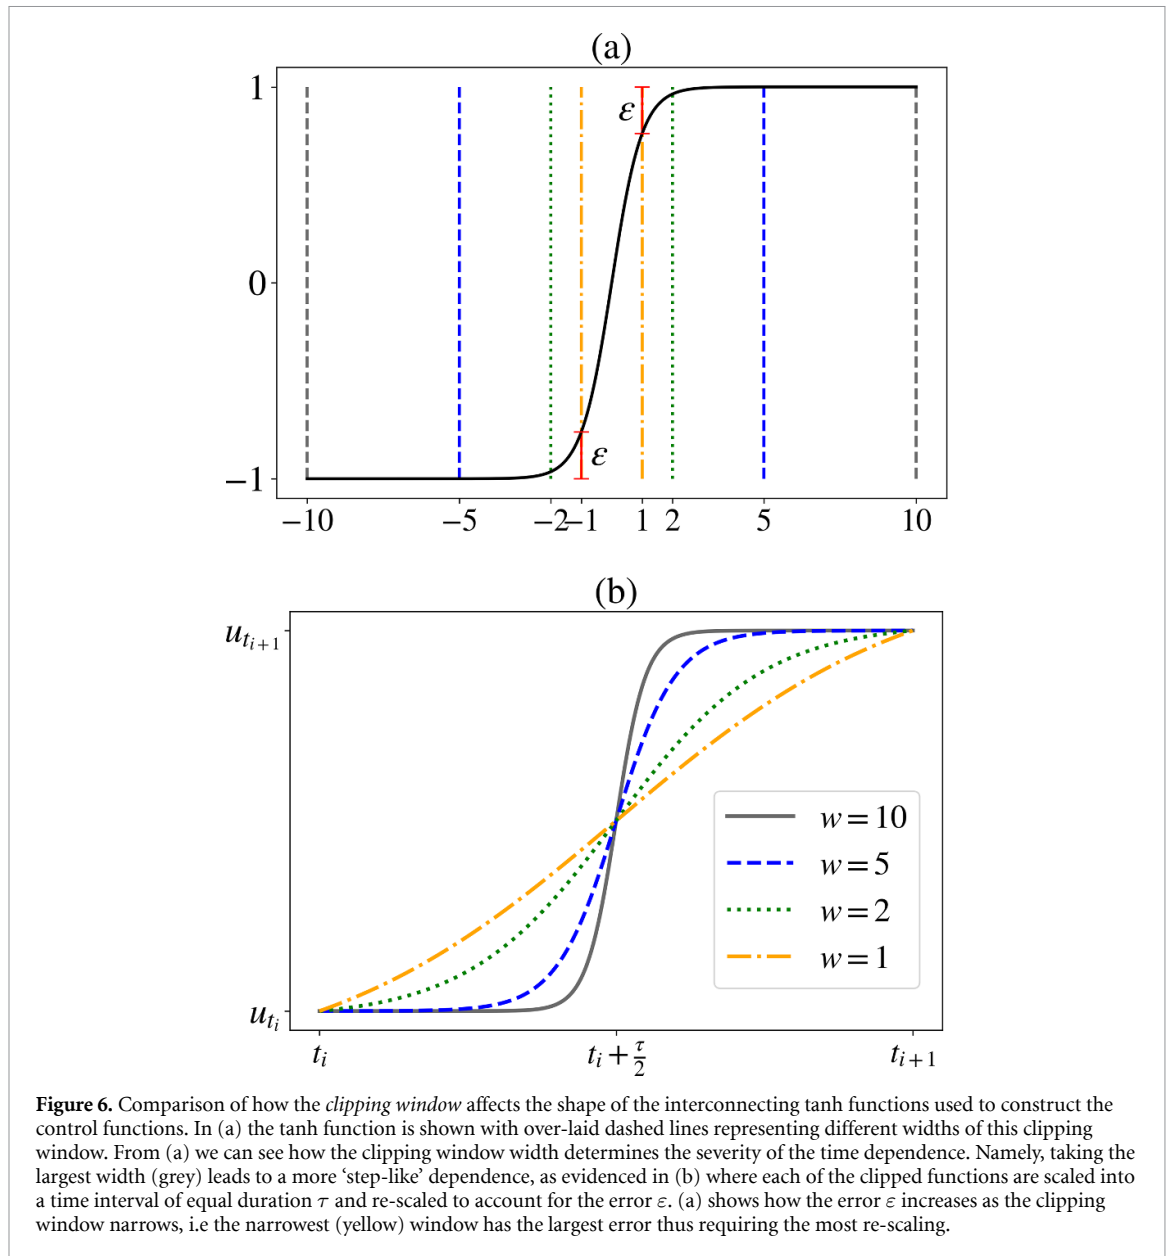 (a)
1
ε
0
ε
−1
−10 −5 −2 −1 1 2 5 10
(b)
u_{t_{i+1}}
w = 10
w = 5
w = 2
w = 1
u_{t_i}
t_i t_i + τ/2 t_{i+1}
Figure 6. Comparison of how the clipping window affects the shape of the interconnecting tanh functions used to construct the
control functions. In (a) the tanh function is shown with over-laid dashed lines representing different widths of this clipping
window. From (a) we can see how the clipping window width determines the severity of the time dependence. Namely, taking the
largest width (grey) leads to a more ‘step-like’ dependence, as evidenced in (b) where each of the clipped functions are scaled into
a time interval of equal duration τ and re-scaled to account for the error ε. (a) shows how the error ε increases as the clipping
window narrows, i.e the narrowest (yellow) window has the largest error thus requiring the most re-scaling.